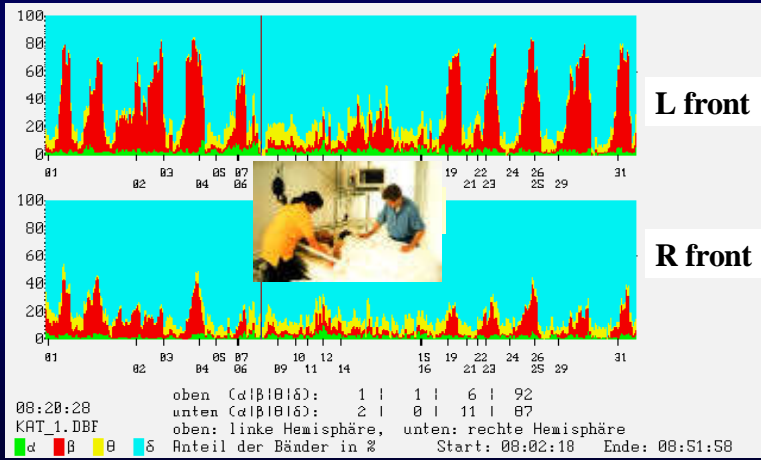 100
80
60
40
20
0
L front
01 03 05 07 19 22 24 26 31
02 04 06 21 23 25 29
100
80
60
40
20
0
R front
01 03 05 07 10 12 15 19 22 24 26 31
02 04 06 09 11 14 16 21 23 25 29
oben (α|β|θ|δ): 1 | 1 | 6 | 92
08:20:28 unten (α|β|θ|δ): 2 | 0 | 11 | 87
KAT_1.DBF oben: linke Hemisphäre, unten: rechte Hemisphäre
α β θ δ Anteil der Bänder in % Start: 08:02:18 Ende: 08:51:58